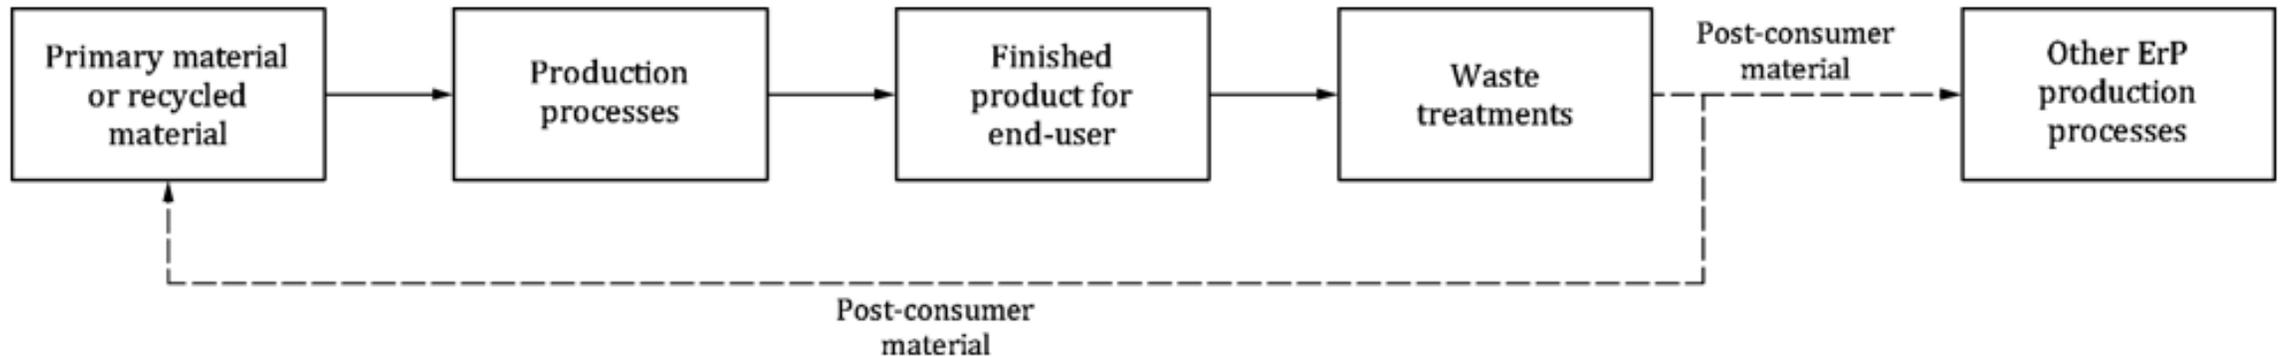 Primary material
or recycled
material
Production
processes
Finished
product for
end-user
Waste
treatments
Post-consumer
material
Other ErP
production
processes
Post-consumer
material